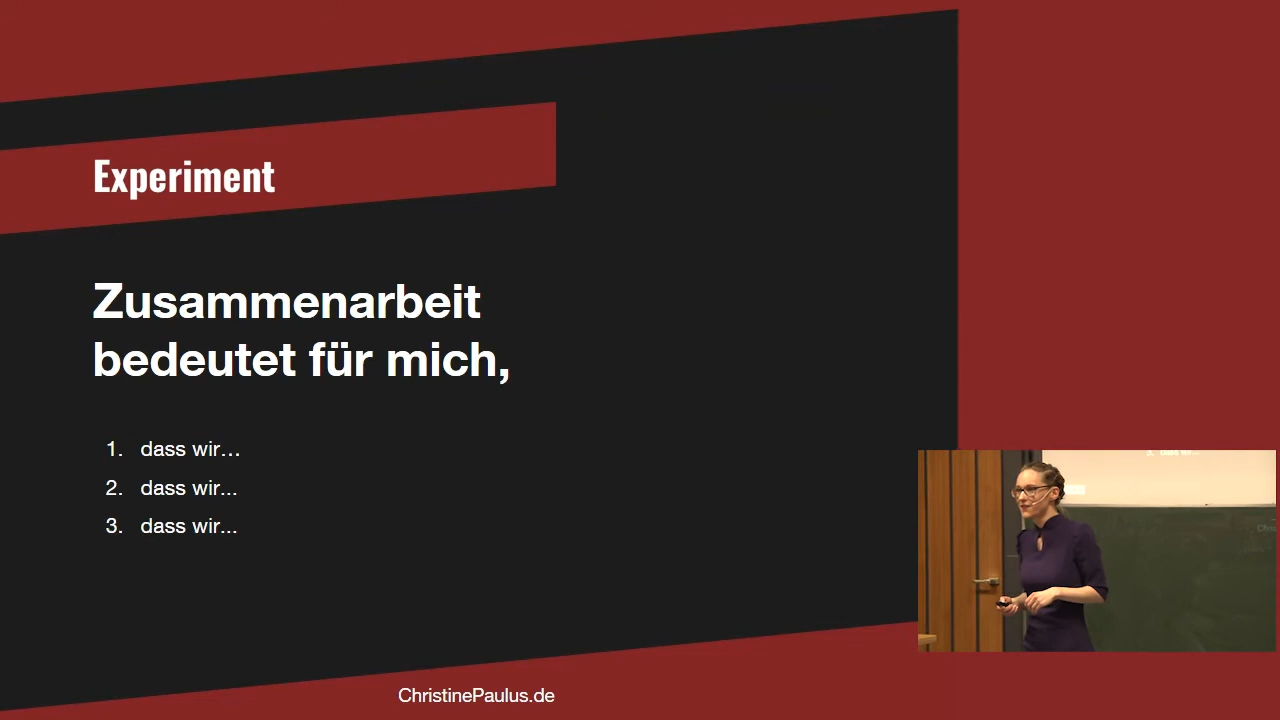 Experiment
Zusammenarbeit
bedeutet für mich,
1. dass wir…
2. dass wir...
3. dass wir...
ChristinePaulus.de